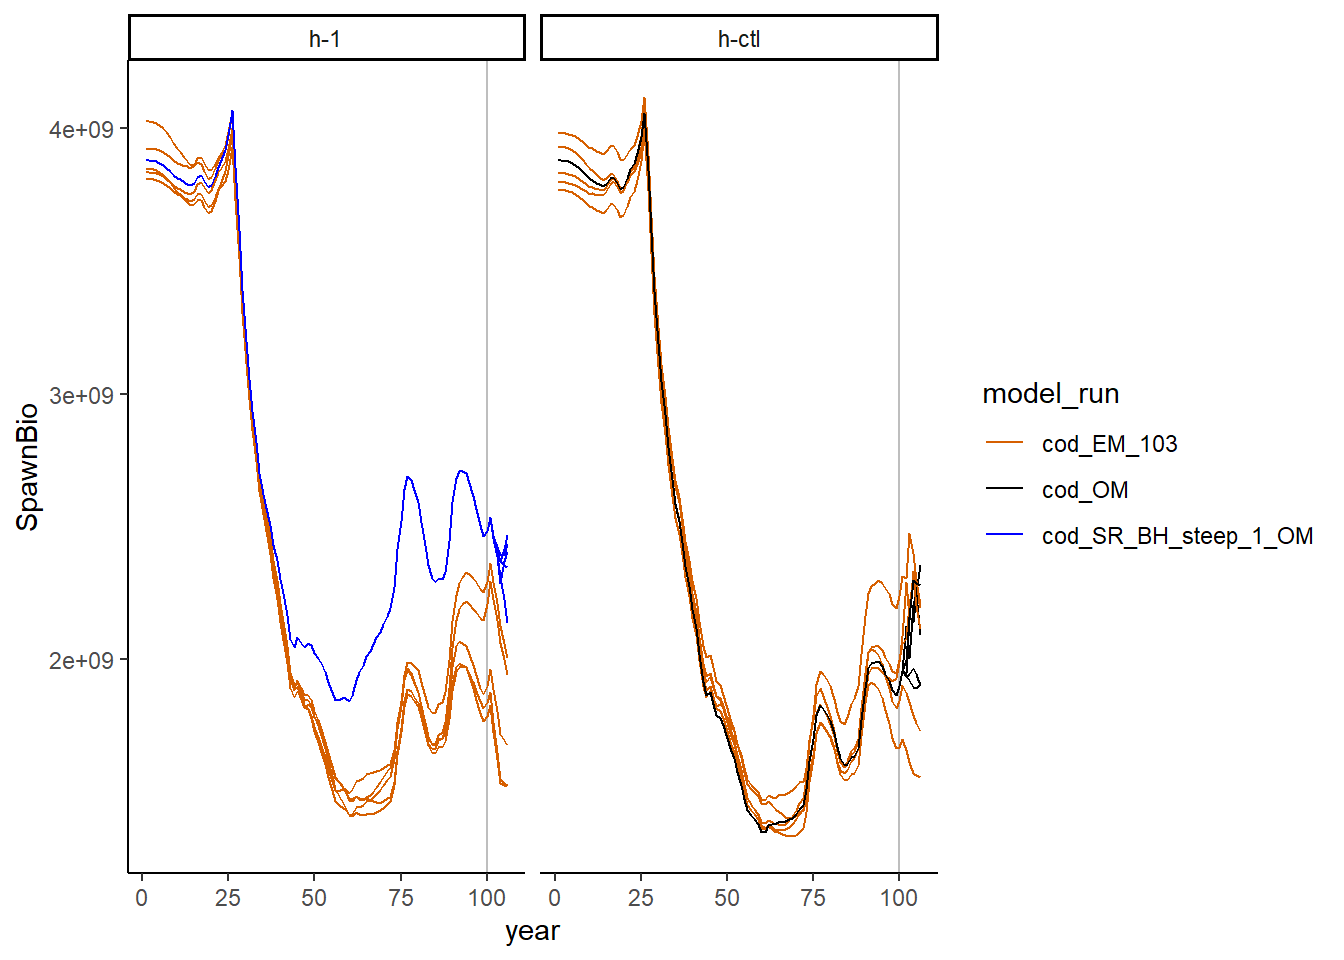 h-1
h-ctl
4e+09
3e+09
2e+09
SpawnBio
0 25 50 75 100
0 25 50 75 100
year
model_run
cod_EM_103
cod_OM
cod_SR_BH_steep_1_OM